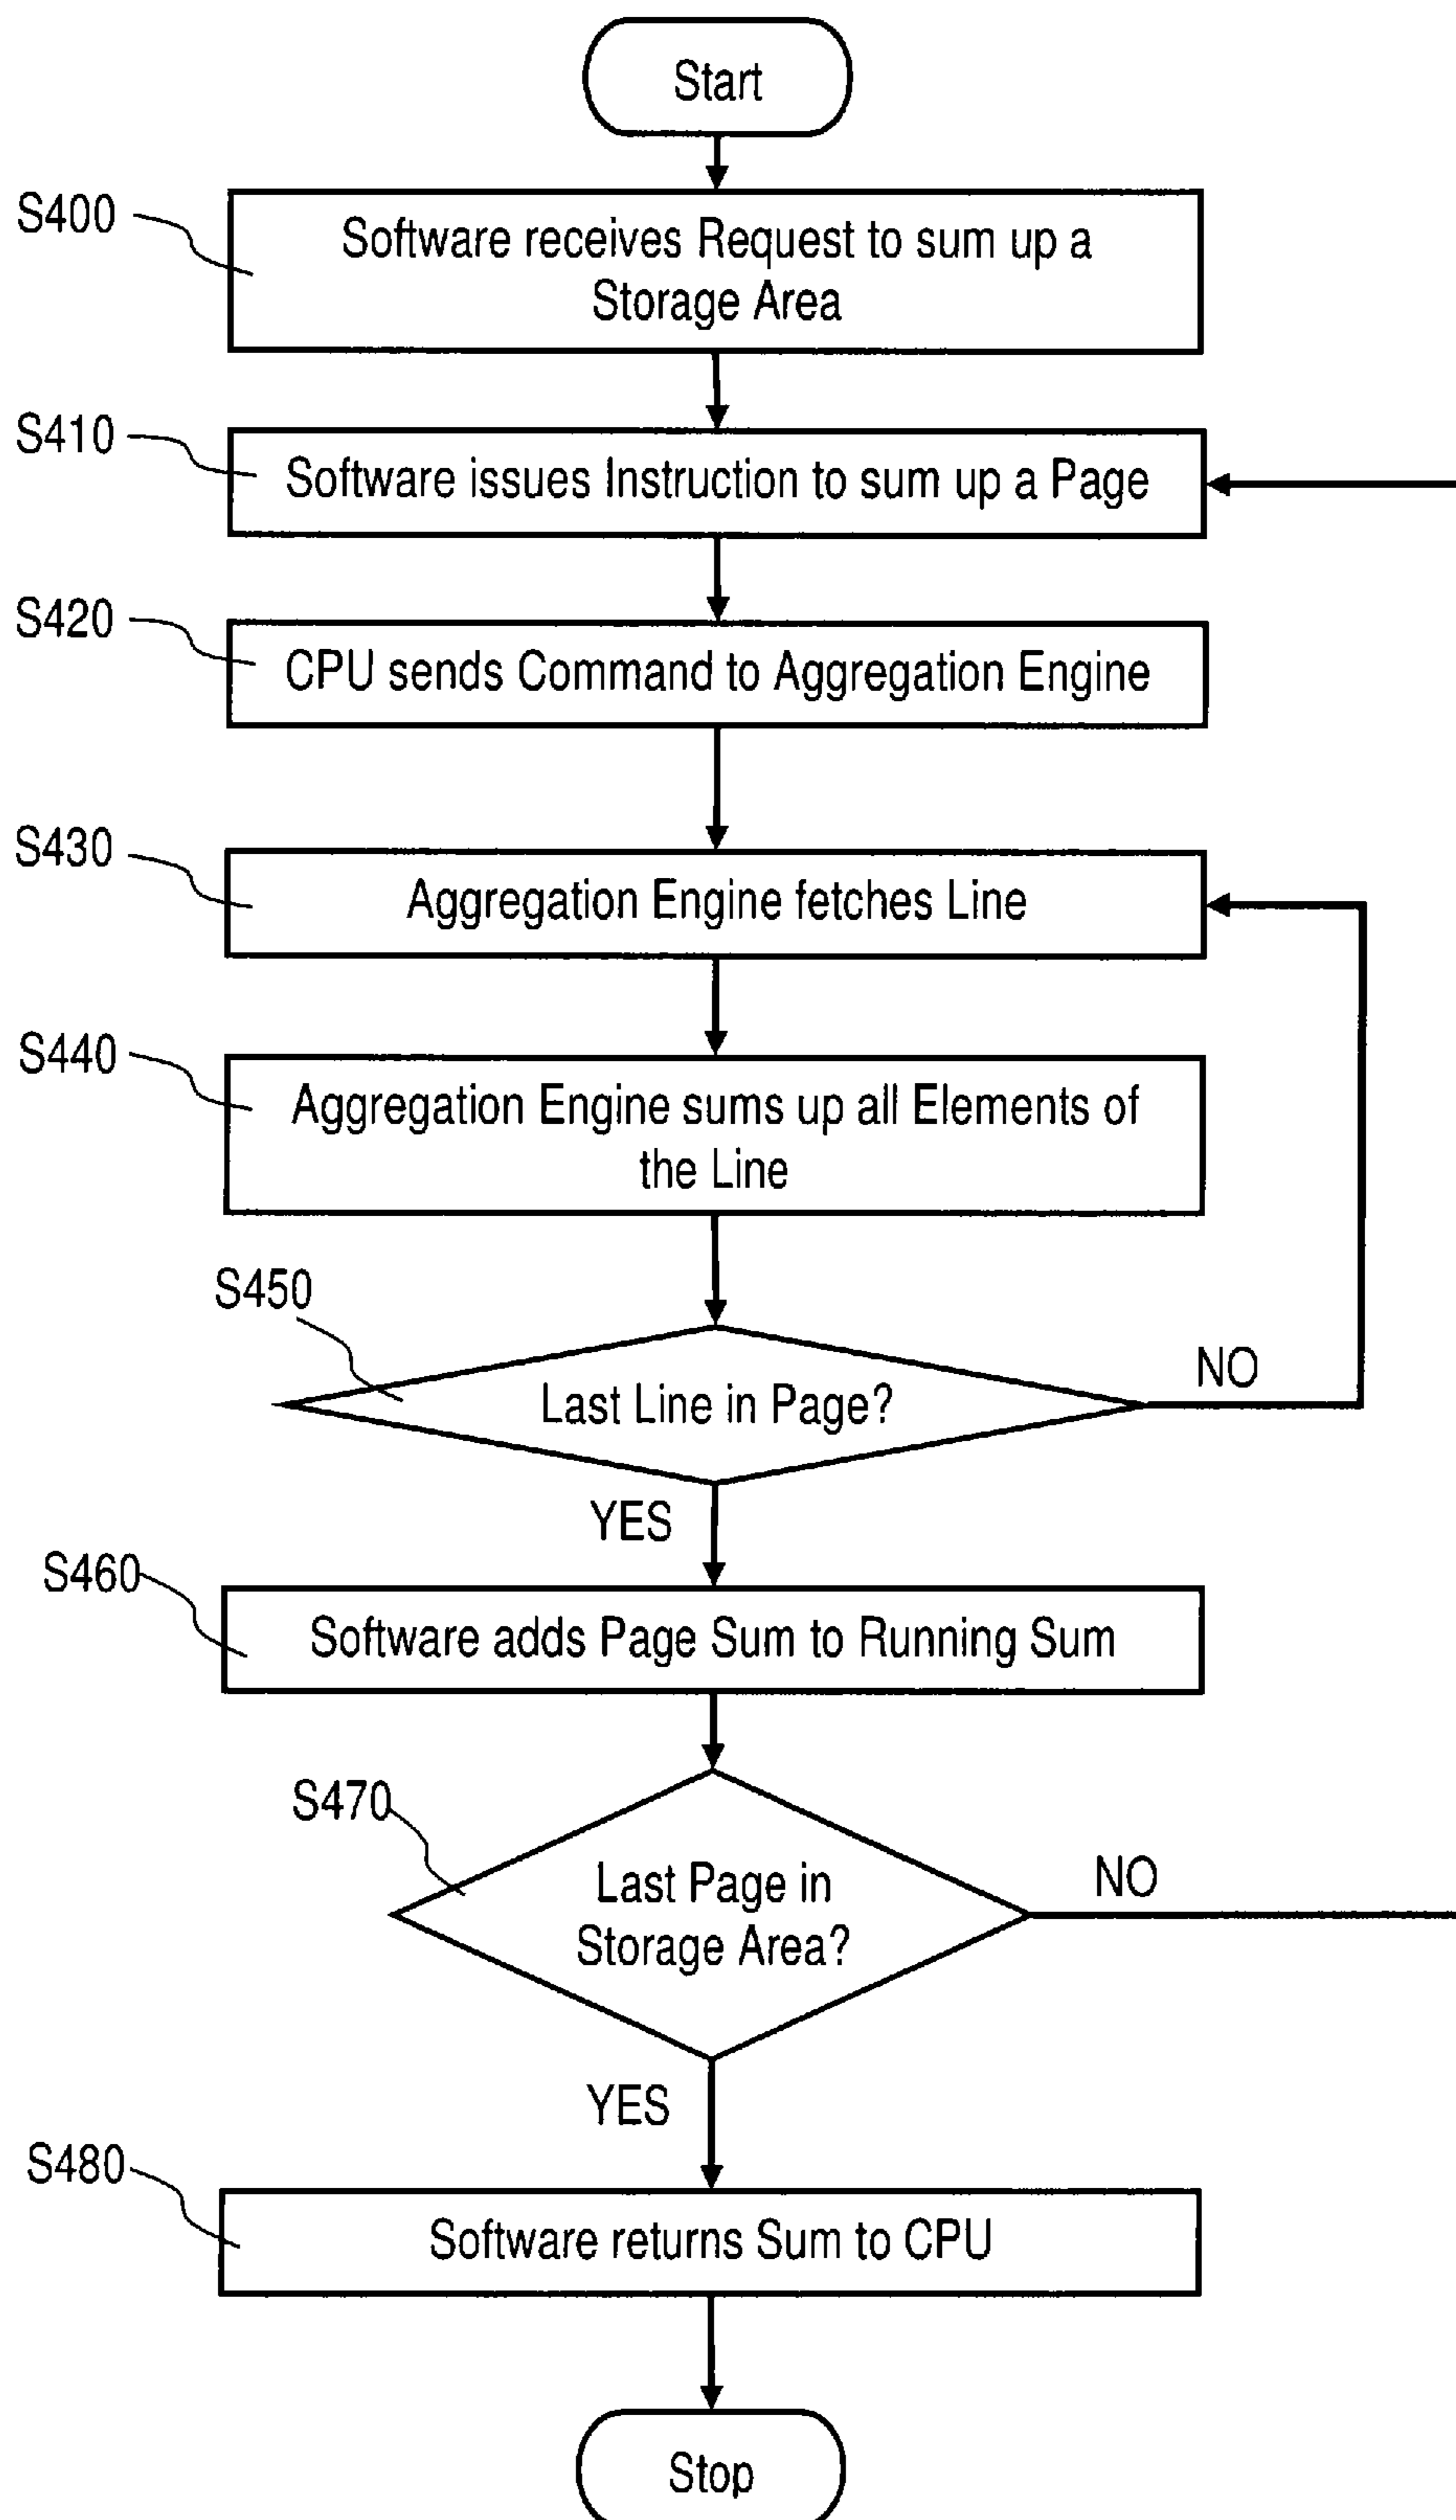 Start
S400
Software receives Request to sum up a
Storage Area
S410
Software issues Instruction to sum up a Page
S420
CPU sends Command to Aggregation Engine
S430
Aggregation Engine fetches Line
S440
Aggregation Engine sums up all Elements of
the Line
S450
Last Line in Page?
NO
YES
S460
Software adds Page Sum to Running Sum
S470
Last Page in
Storage Area?
NO
YES
S480
Software returns Sum to CPU
Stop